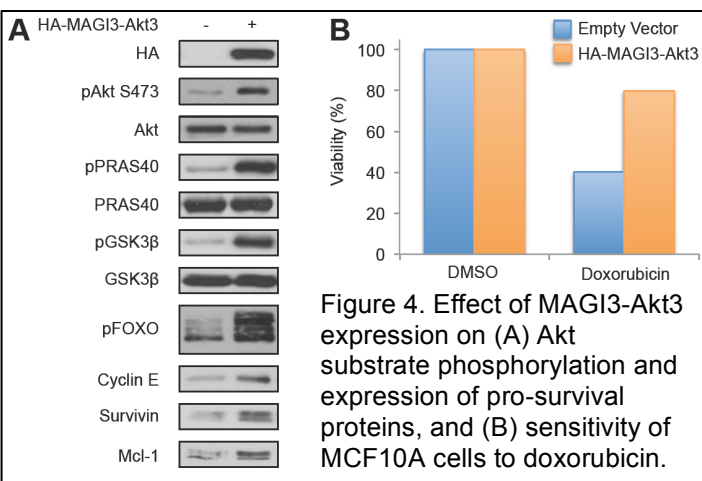 A
HA-MAGI3-Akt3 - +
HA
pAkt S473
Akt
pPRAS40
PRAS40
pGSK3β
GSK3β
pFOXO
Cyclin E
Survivin
Mcl-1
B
Empty Vector
HA-MAGI3-Akt3
Viability (%)
100
80
60
40
20
0
DMSO Doxorubicin
Figure 4. Effect of MAGI3-Akt3
expression on (A) Akt
substrate phosphorylation and
expression of pro-survival
proteins, and (B) sensitivity of
MCF10A cells to doxorubicin.